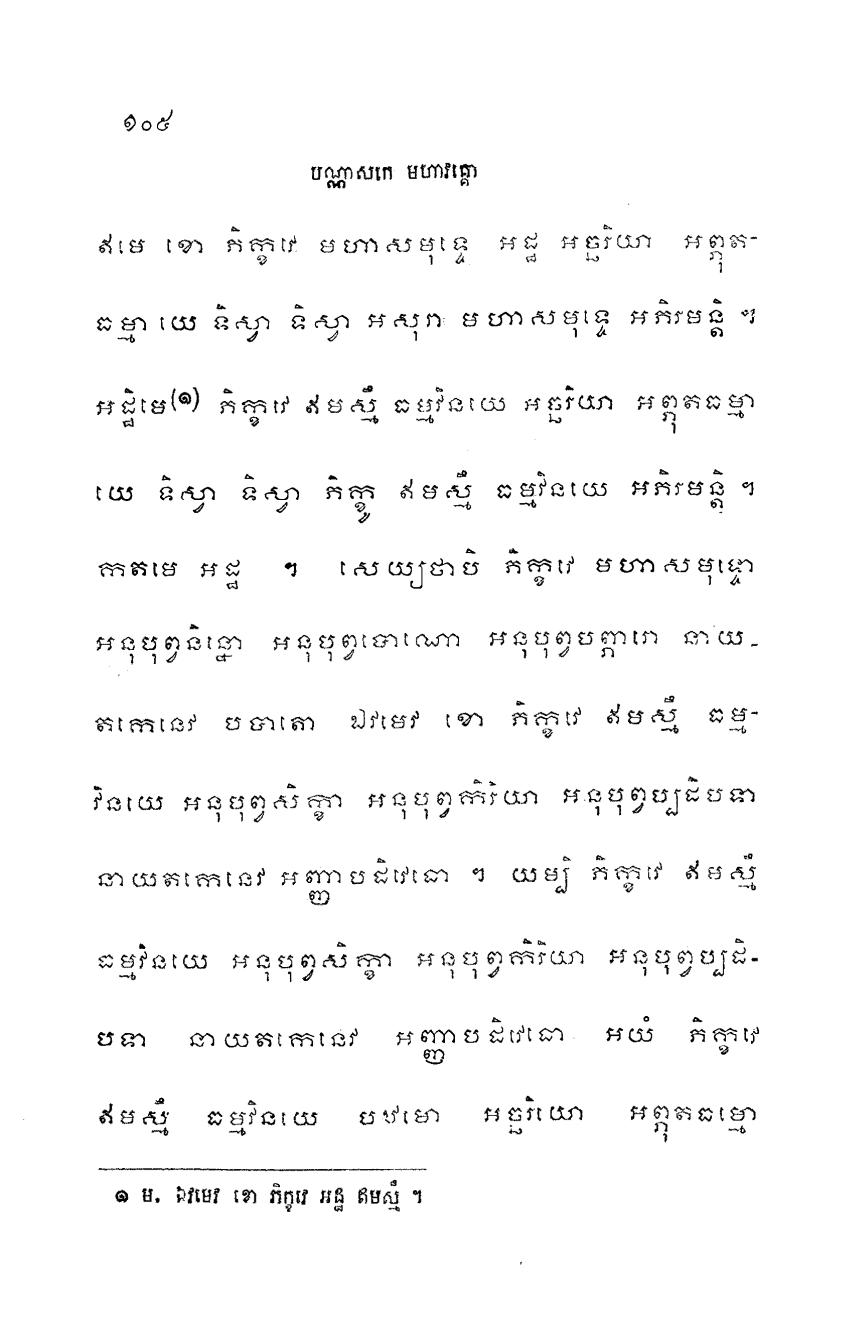 ១០៥
បណ្ណាសកេ មហាវគ្គោ
ឥមេ ខោ ភិក្ខវេ មហាសមុទ្ទេ អដ្ឋ អច្ឆរិយា អព្ភុត-
ធម្មា យេ ទិស្វា ទិស្វា អសុរា មហាសមុទ្ទេ អភិរមន្តិ ។
អដ្ឋិមេ(១) ភិក្ខវេ ឥមស្មឹ ធម្មវិនយេ អច្ឆរិយា អព្ភុតធម្មា
យេ ទិស្វា ទិស្វា ភិក្ខូ ឥមស្មឹ ធម្មវិនយេ អភិរមន្តិ ។
កតមេ អដ្ឋ ។ សេយ្យថាបិ ភិក្ខវេ មហាសមុទ្ទោ
អនុបុព្វនិន្នោ អនុបុព្វបោណោ អនុបុព្វបព្ភារោ នាយ-
តកេនេវ បបាតោ ឯវមេវ ខោ ភិក្ខវេ ឥមស្មឹ ធម្ម-
វិនយេ អនុបុព្វសិក្ខា អនុបុព្វកិរិយា អនុបុព្វប្បដិបទា
នាយតកេនេវ អញ្ញាបដិវេធោ ។ យម្បិ ភិក្ខវេ ឥមស្មឹ
ធម្មវិនយេ អនុបុព្វសិក្ខា អនុបុព្វកិរិយា អនុបុព្វប្បដិ-
បទា នាយតកេនេវ អញ្ញាបដិវេធោ អយំ ភិក្ខវេ
ឥមស្មឹ ធម្មវិនយេ បឋមោ អច្ឆរិយោ អព្ភុតធម្មោ
១ ម. ឯវមេវ ខោ ភិក្ខវេ អដ្ឋ ឥមស្មឹ ។